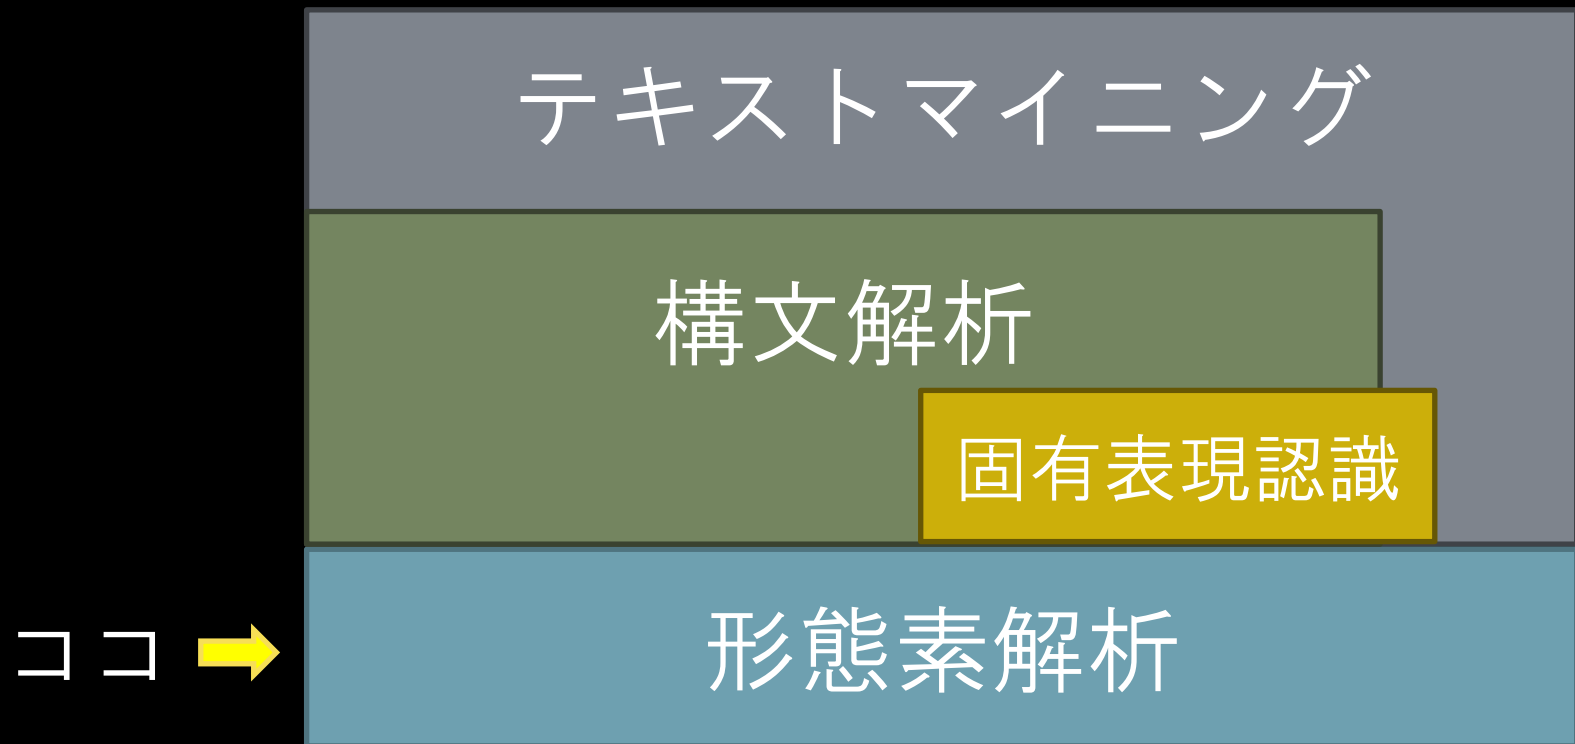 テキストマイニング
構文解析
固有表現認識
ココ
形態素解析